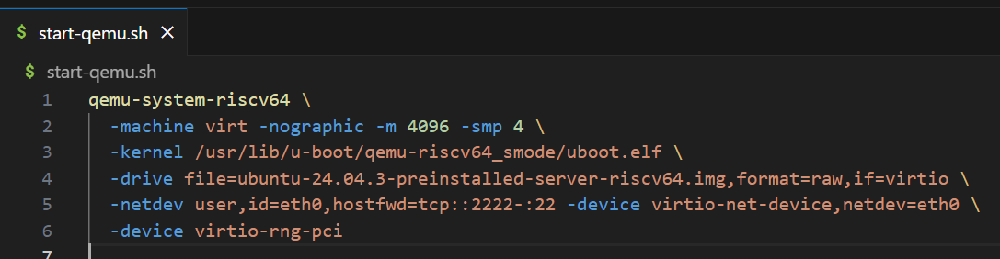 $ start-qemu.sh ×
$ start-qemu.sh
1 qemu-system-riscv64 \
2 -machine virt -nographic -m 4096 -smp 4 \
3 -kernel /usr/lib/u-boot/qemu-riscv64_smode/uboot.elf \
4 -drive file=ubuntu-24.04.3-preinstalled-server-riscv64.img,format=raw,if=virtio \
5 -netdev user,id=eth0,hostfwd=tcp::2222-:22 -device virtio-net-device,netdev=eth0 \
6 -device virtio-rng-pci
7